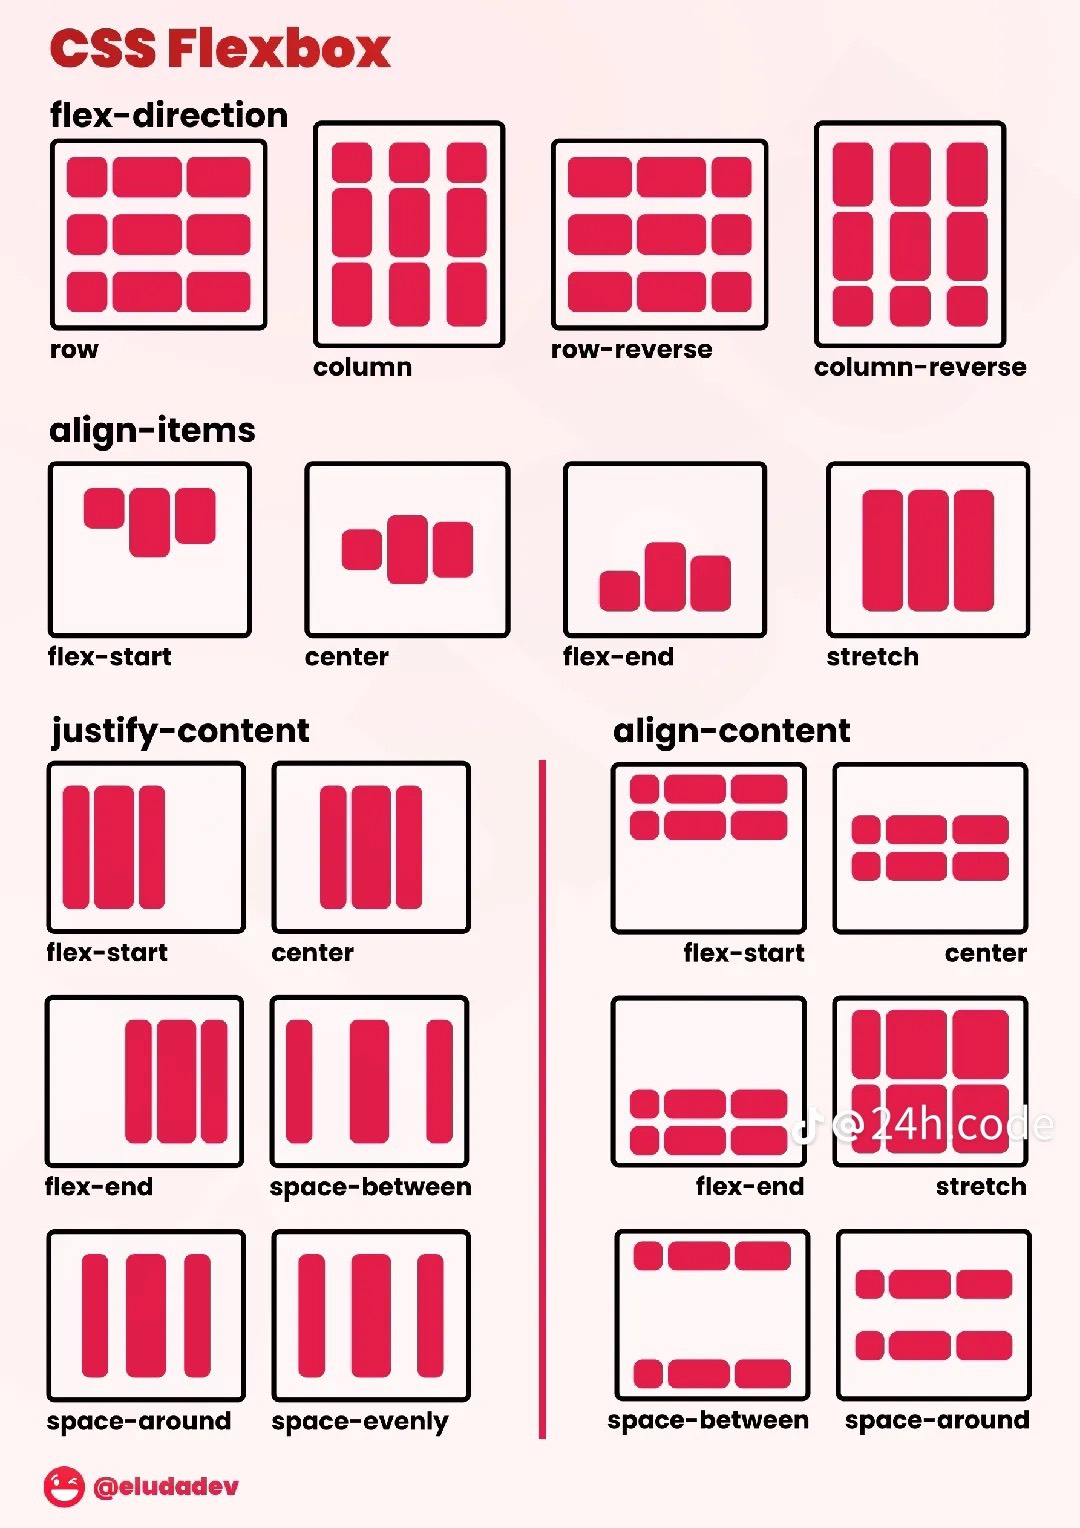 CSS Flexbox
flex-direction
row
column
row-reverse
column-reverse
align-items
flex-start
center
flex-end
stretch
justify-content
flex-start
center
flex-end
space-between
space-around
space-evenly
align-content
flex-start
center
flex-end
stretch
@24h.code
space-between
space-around
@eludadev